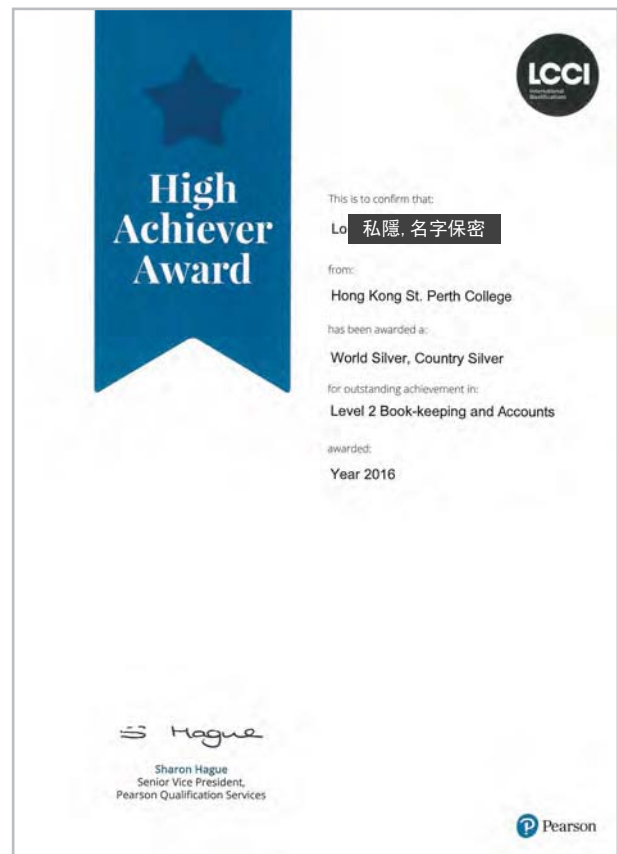 High
Achiever
Award
LCCI
International
Qualifications
This is to confirm that:
Lo 私隱, 名字保密
from:
Hong Kong St. Perth College
has been awarded a:
World Silver, Country Silver
for outstanding achievement in:
Level 2 Book-keeping and Accounts
awarded:
Year 2016
S Hague
Sharon Hague
Senior Vice President,
Pearson Qualification Services
Pearson